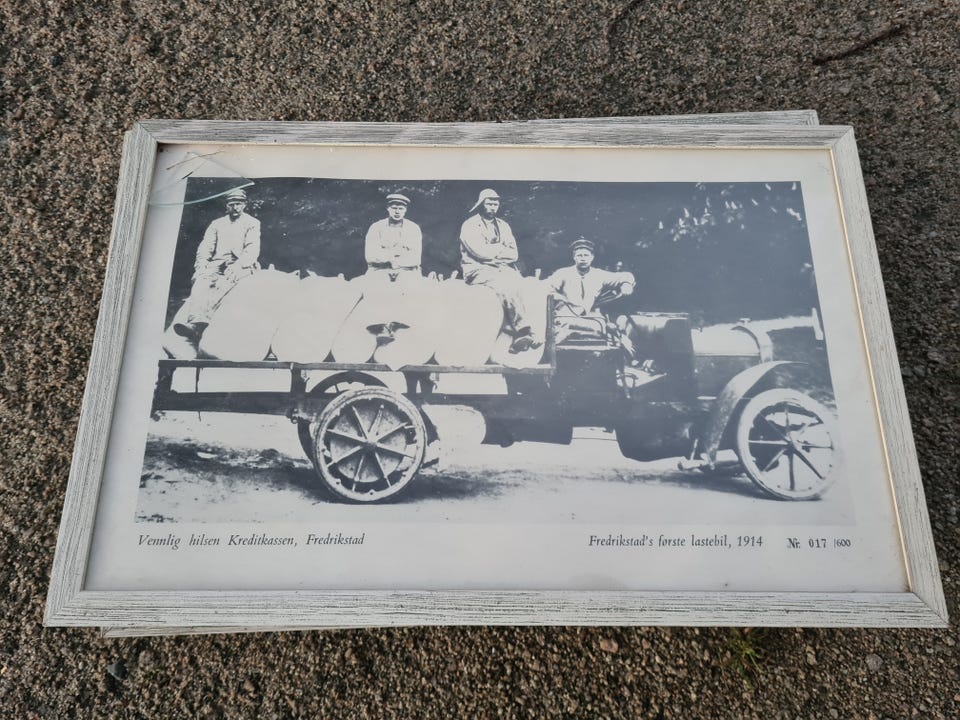 Vennlig hilsen Kreditkassen, Fredrikstad
Fredrikstad's første lastebil, 1914 Nr. 017 /600